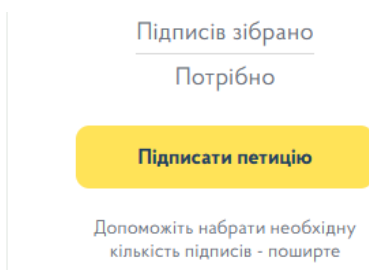 Підписів зібрано
Потрібно
Підписати петицію
Допоможіть набрати необхідну
кількість підписів - поширте